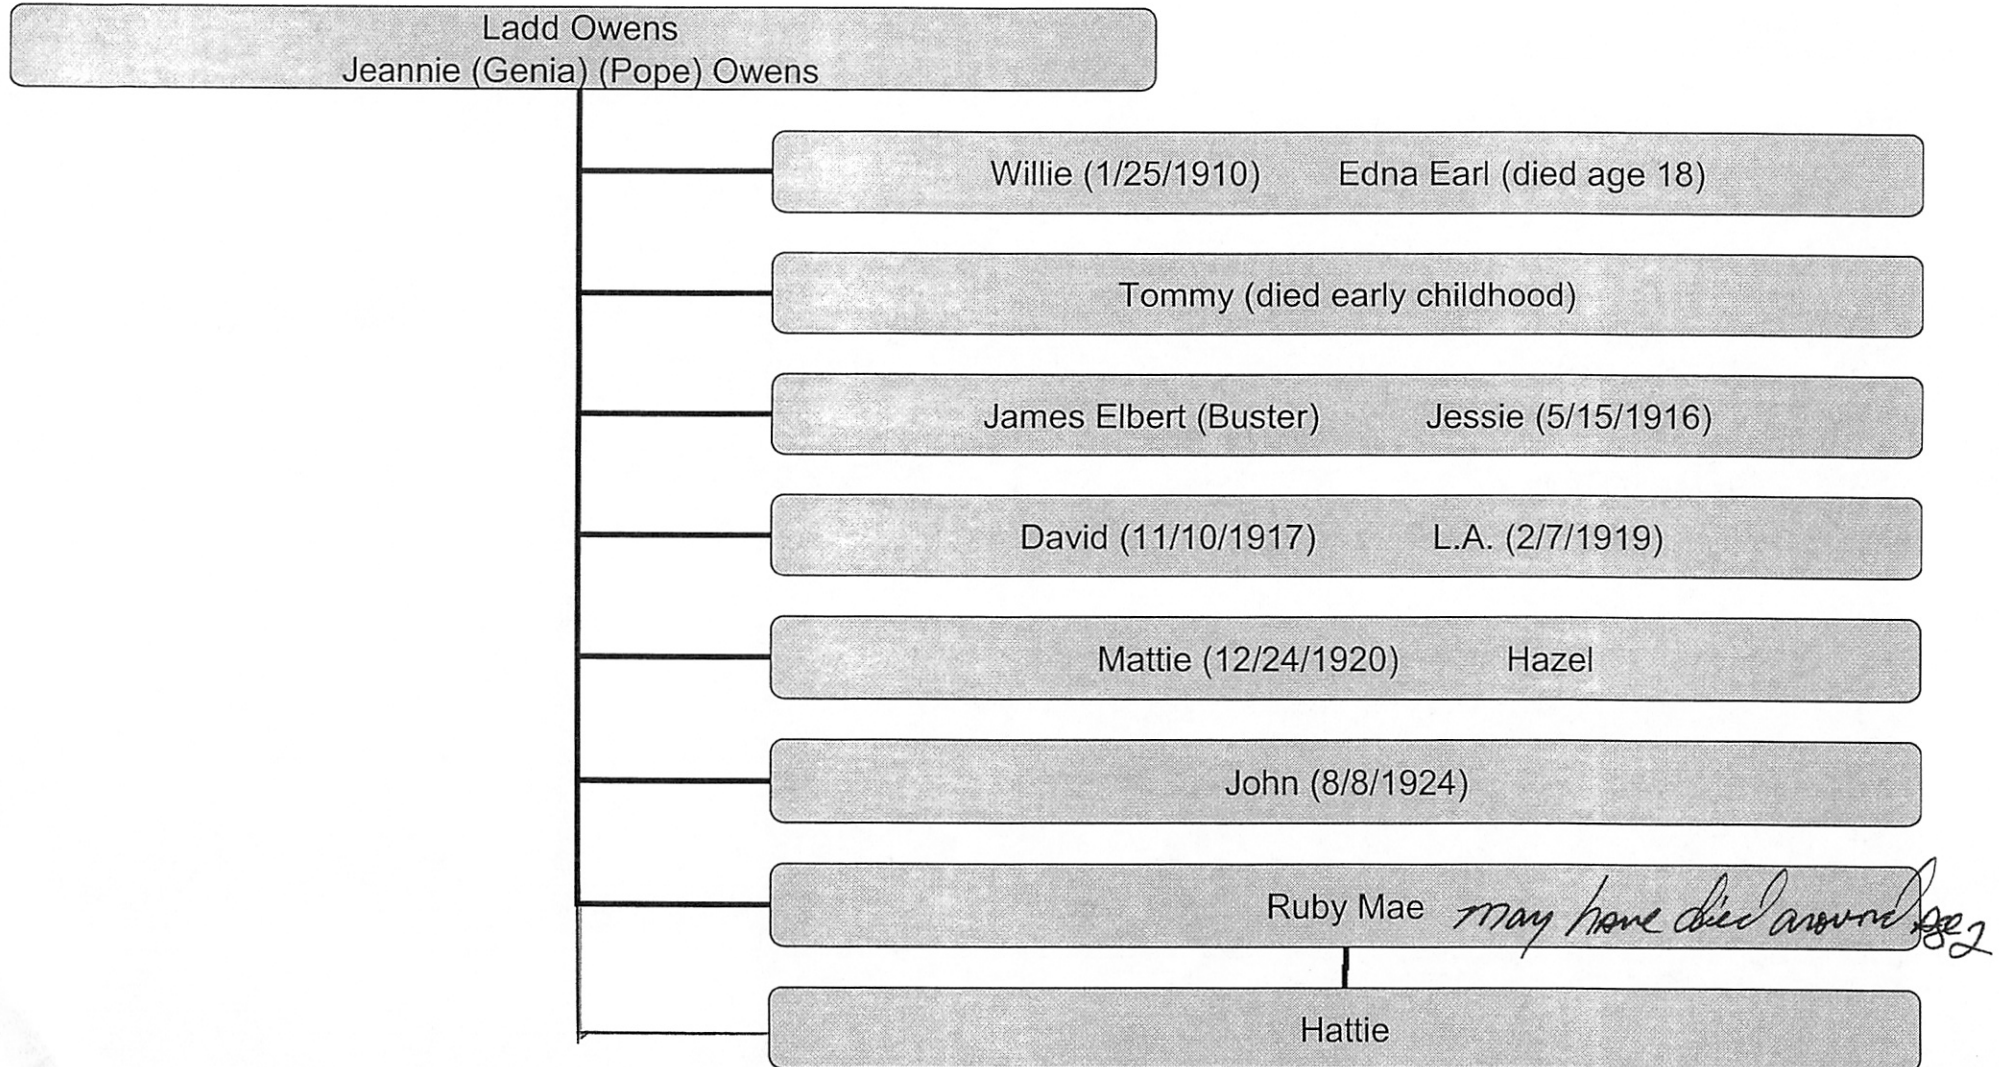 Ladd Owens
Jeannie (Genia) (Pope) Owens
Willie (1/25/1910) Edna Earl (died age 18)
Tommy (died early childhood)
James Elbert (Buster) Jessie (5/15/1916)
David (11/10/1917) L.A. (2/7/1919)
Mattie (12/24/1920) Hazel
John (8/8/1924)
Ruby Mae may have died around age 2
Hattie